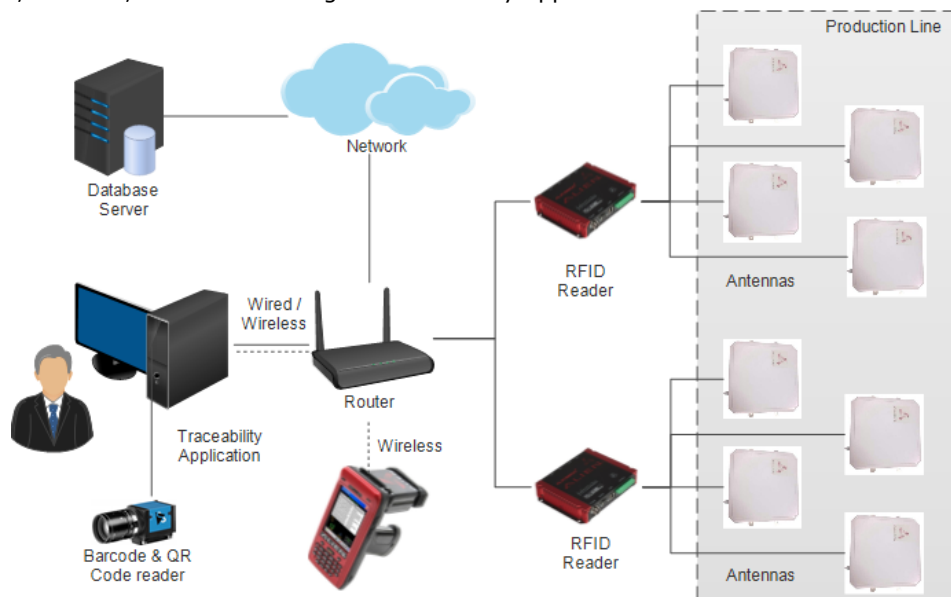 Production Line
Network
Database
Server
RFID
Reader
Antennas
Wired /
Wireless
Router
Traceability
Application
Wireless
Barcode & QR
Code reader
RFID
Reader
Antennas